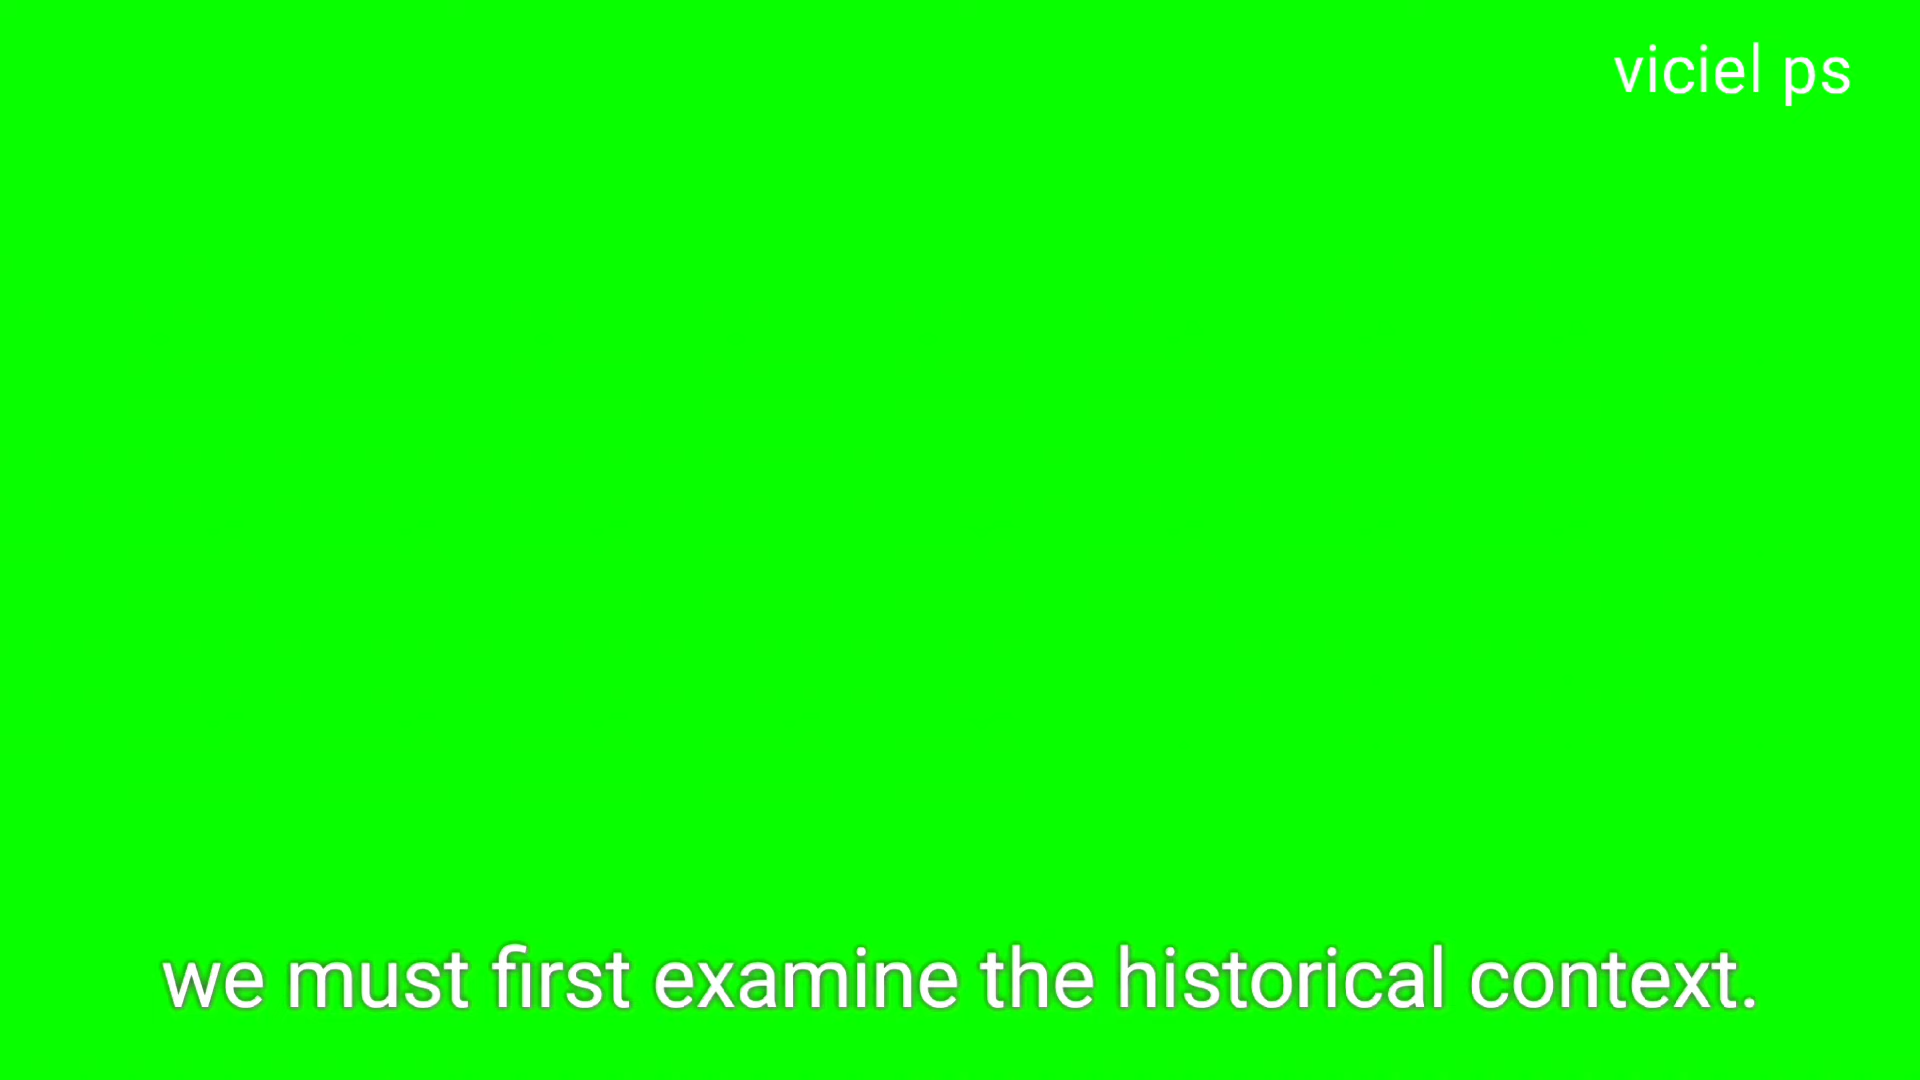 viciel ps
we must first examine the historical context.